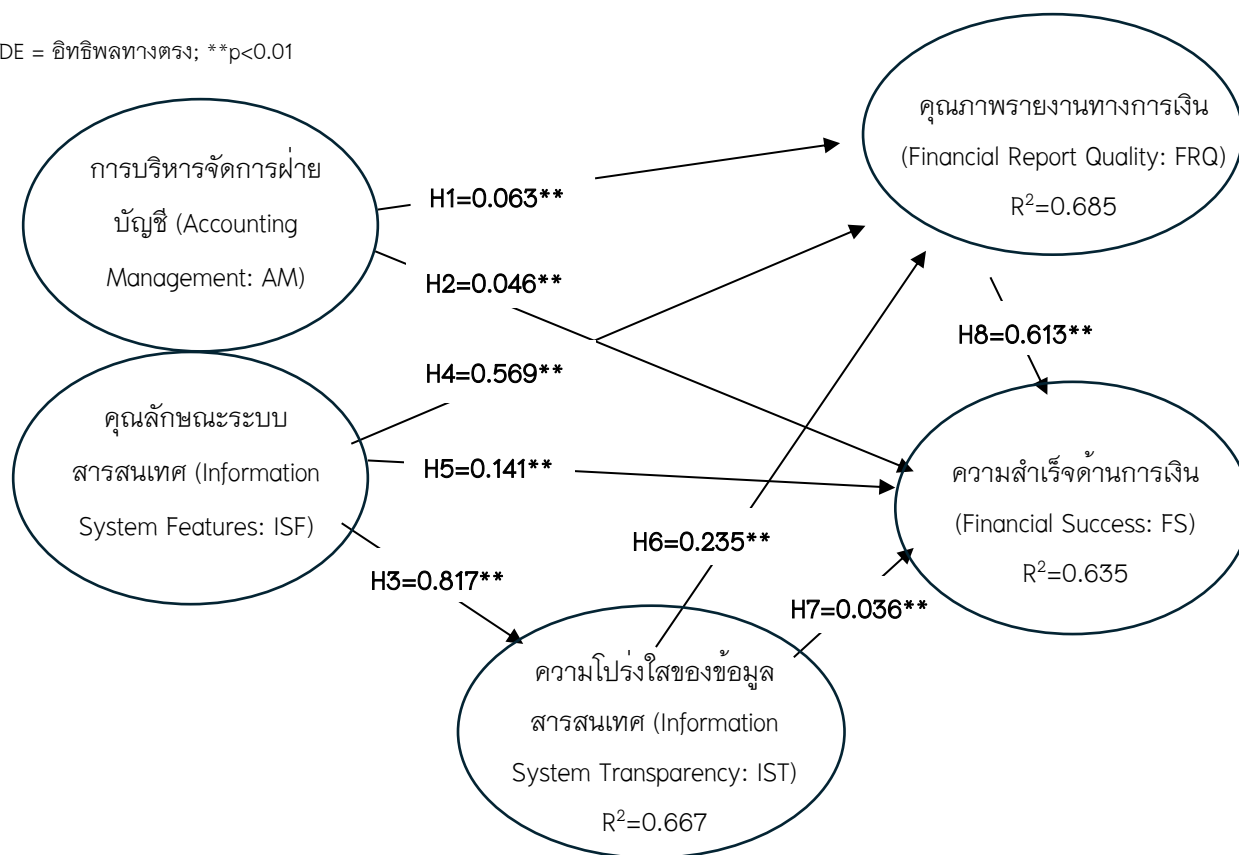 DE = อิทธิพลทางตรง; **p<0.01
การบริหารจัดการฝ่าย
บัญชี (Accounting
Management: AM)
คุณภาพรายงานทางการเงิน
(Financial Report Quality: FRQ)
R²=0.685
H1=0.063**
H2=0.046**
H8=0.613**
H4=0.569**
คุณลักษณะระบบ
สารสนเทศ (Information
System Features: ISF)
H5=0.141**
ความสำเร็จด้านการเงิน
(Financial Success: FS)
R²=0.635
H6=0.235**
H3=0.817**
H7=0.036**
ความโปร่งใสของข้อมูล
สารสนเทศ (Information
System Transparency: IST)
R²=0.667